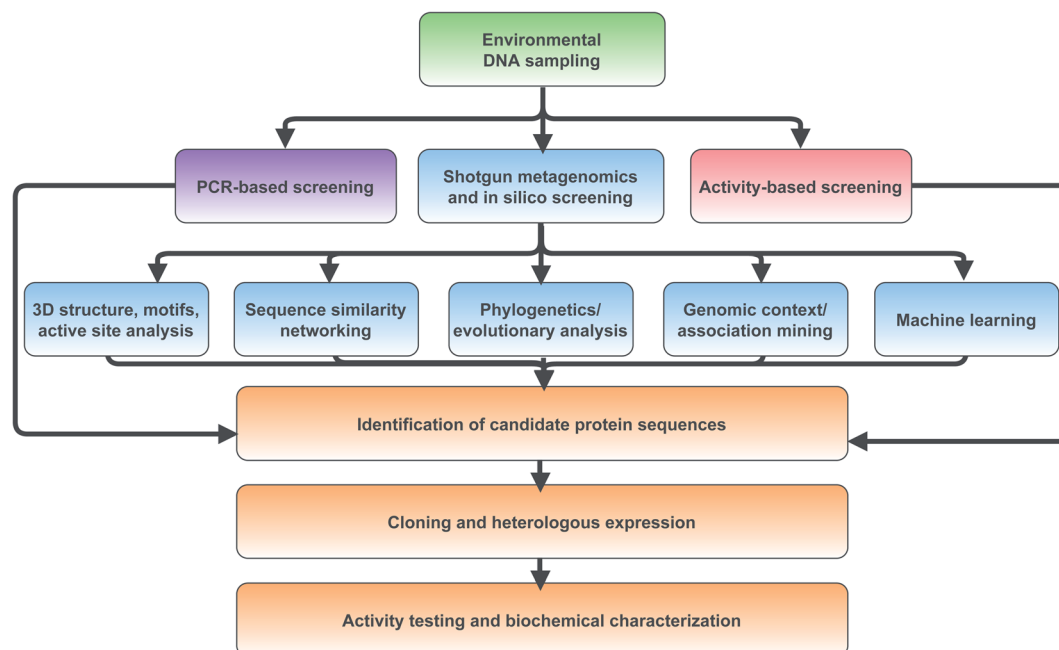 Environmental
DNA sampling
PCR-based screening
Shotgun metagenomics
and in silico screening
Activity-based screening
3D structure, motifs,
active site analysis
Sequence similarity
networking
Phylogenetics/
evolutionary analysis
Genomic context/
association mining
Machine learning
Identification of candidate protein sequences
Cloning and heterologous expression
Activity testing and biochemical characterization